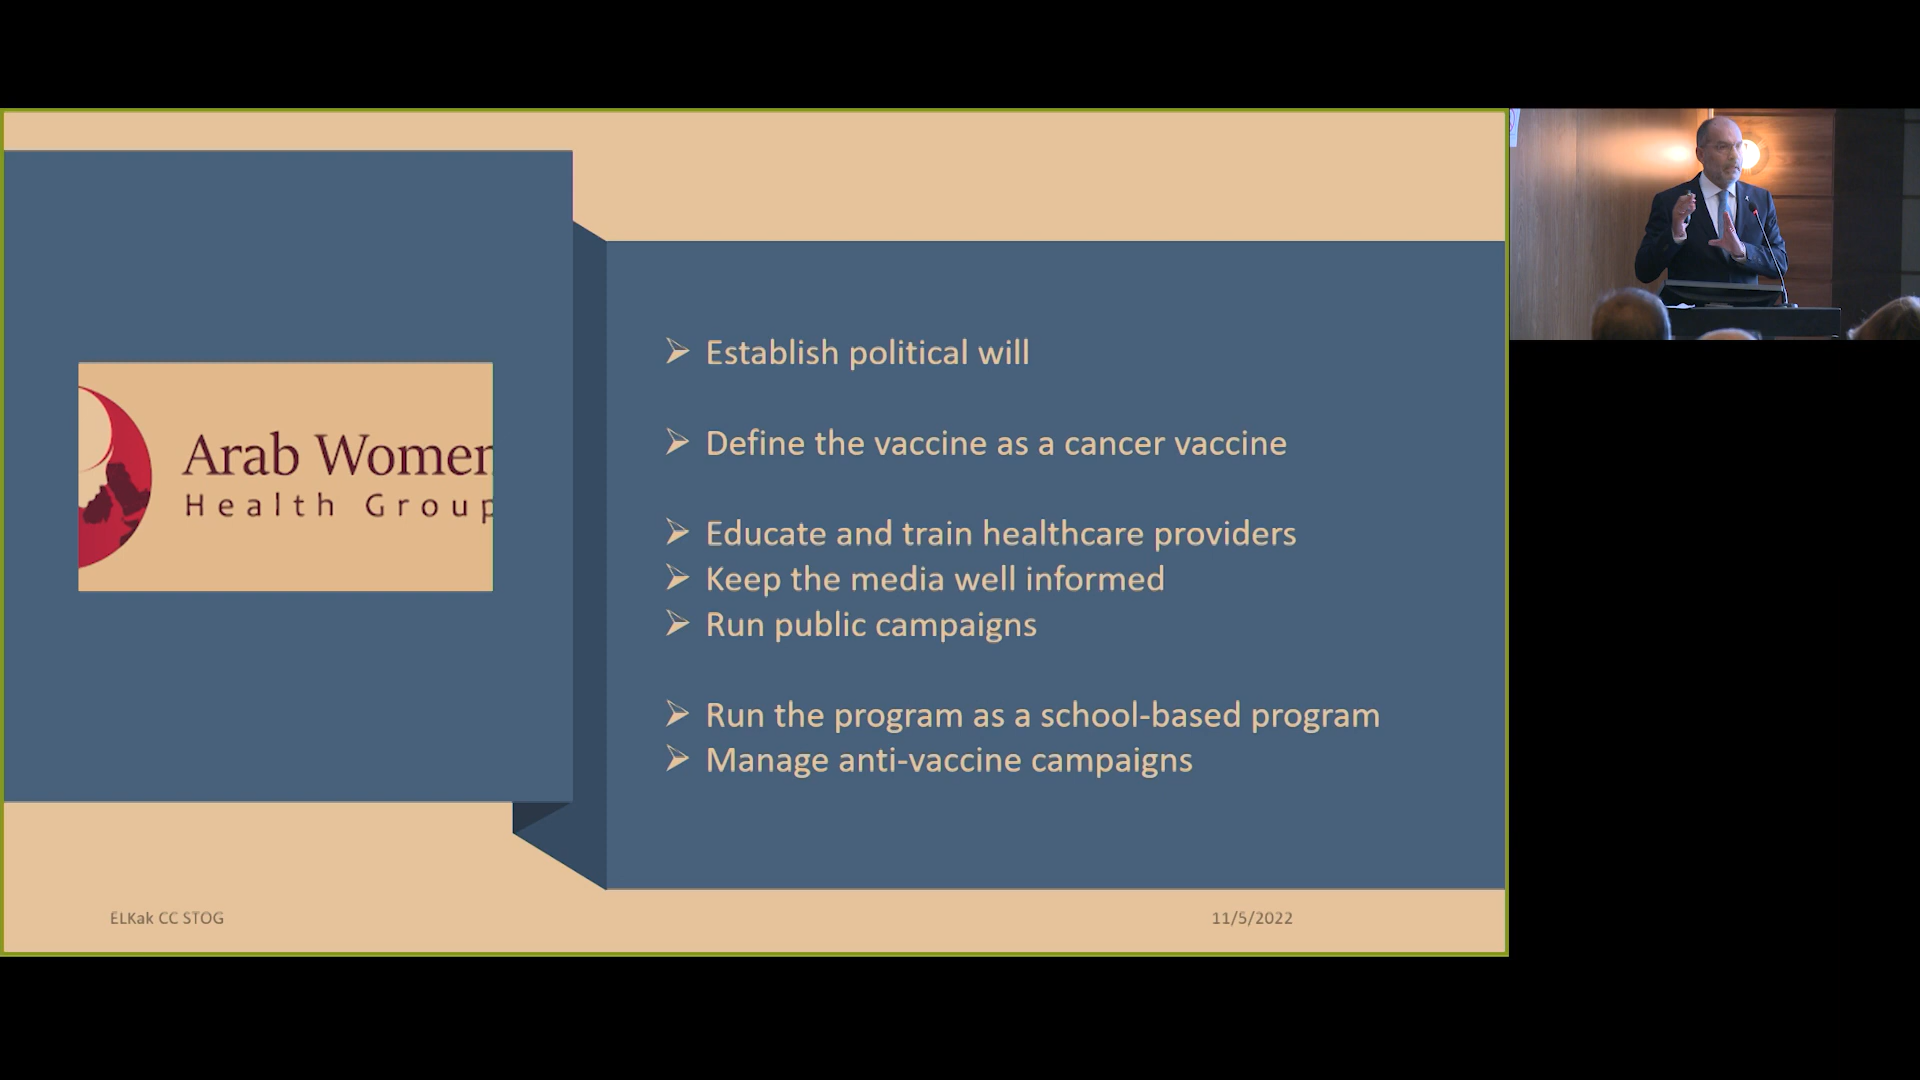 Arab Women
Health Group
➢ Establish political will
➢ Define the vaccine as a cancer vaccine
➢ Educate and train healthcare providers
➢ Keep the media well informed
➢ Run public campaigns
➢ Run the program as a school-based program
➢ Manage anti-vaccine campaigns
ELKak CC STOG
11/5/2022